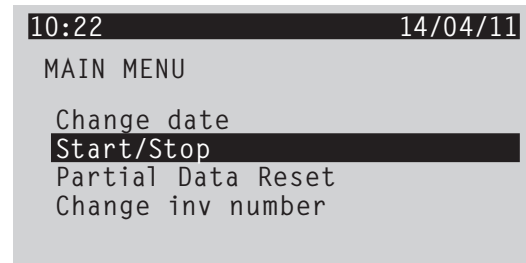 10:22 14/04/11
MAIN MENU
Change date
Start/Stop
Partial Data Reset
Change inv number